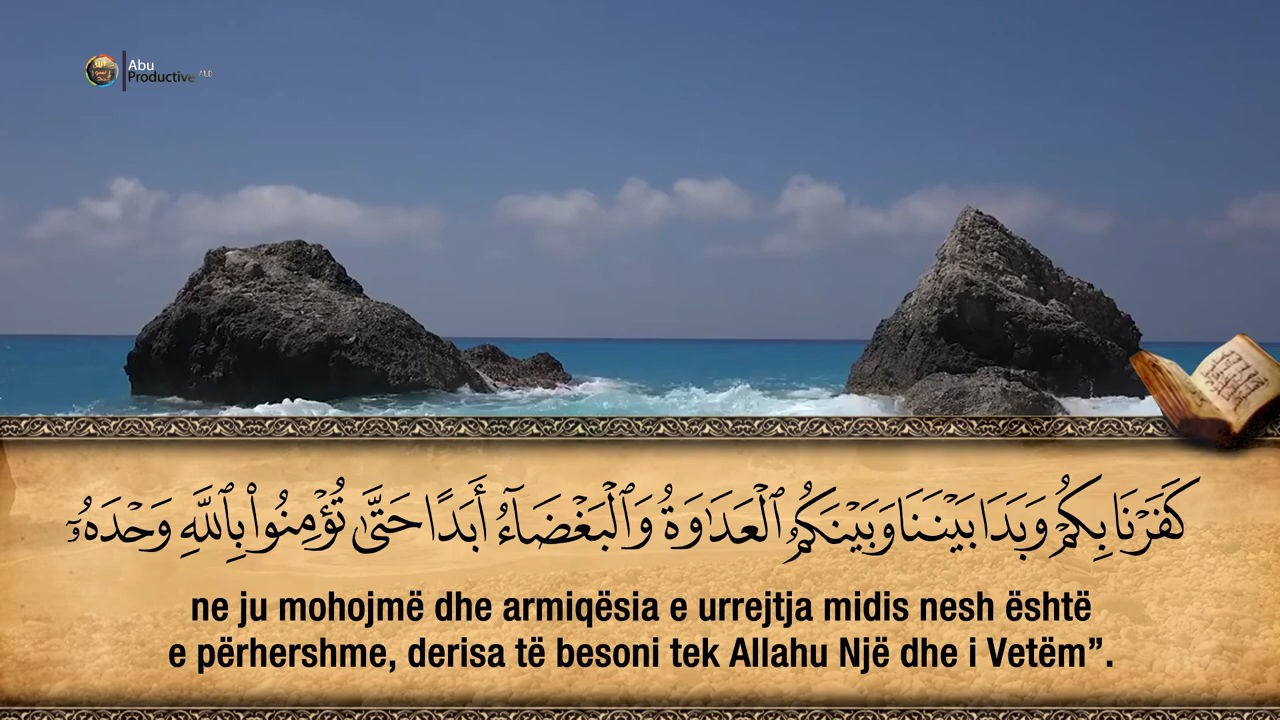 Abu
Productive ALB
كَفَرْنَا بِكُمْ وَبَدَا بَيْنَنَا وَبَيْنَكُمُ ٱلْعَدَٰوَةُ وَٱلْبَغْضَآءُ أَبَدًا حَتَّىٰ تُؤْمِنُوا۟ بِٱللَّهِ وَحْدَهُۥٓ
ne ju mohojmë dhe armiqësia e urrejtja midis nesh është
e përhershme, derisa të besoni tek Allahu Një dhe i Vetëm”.